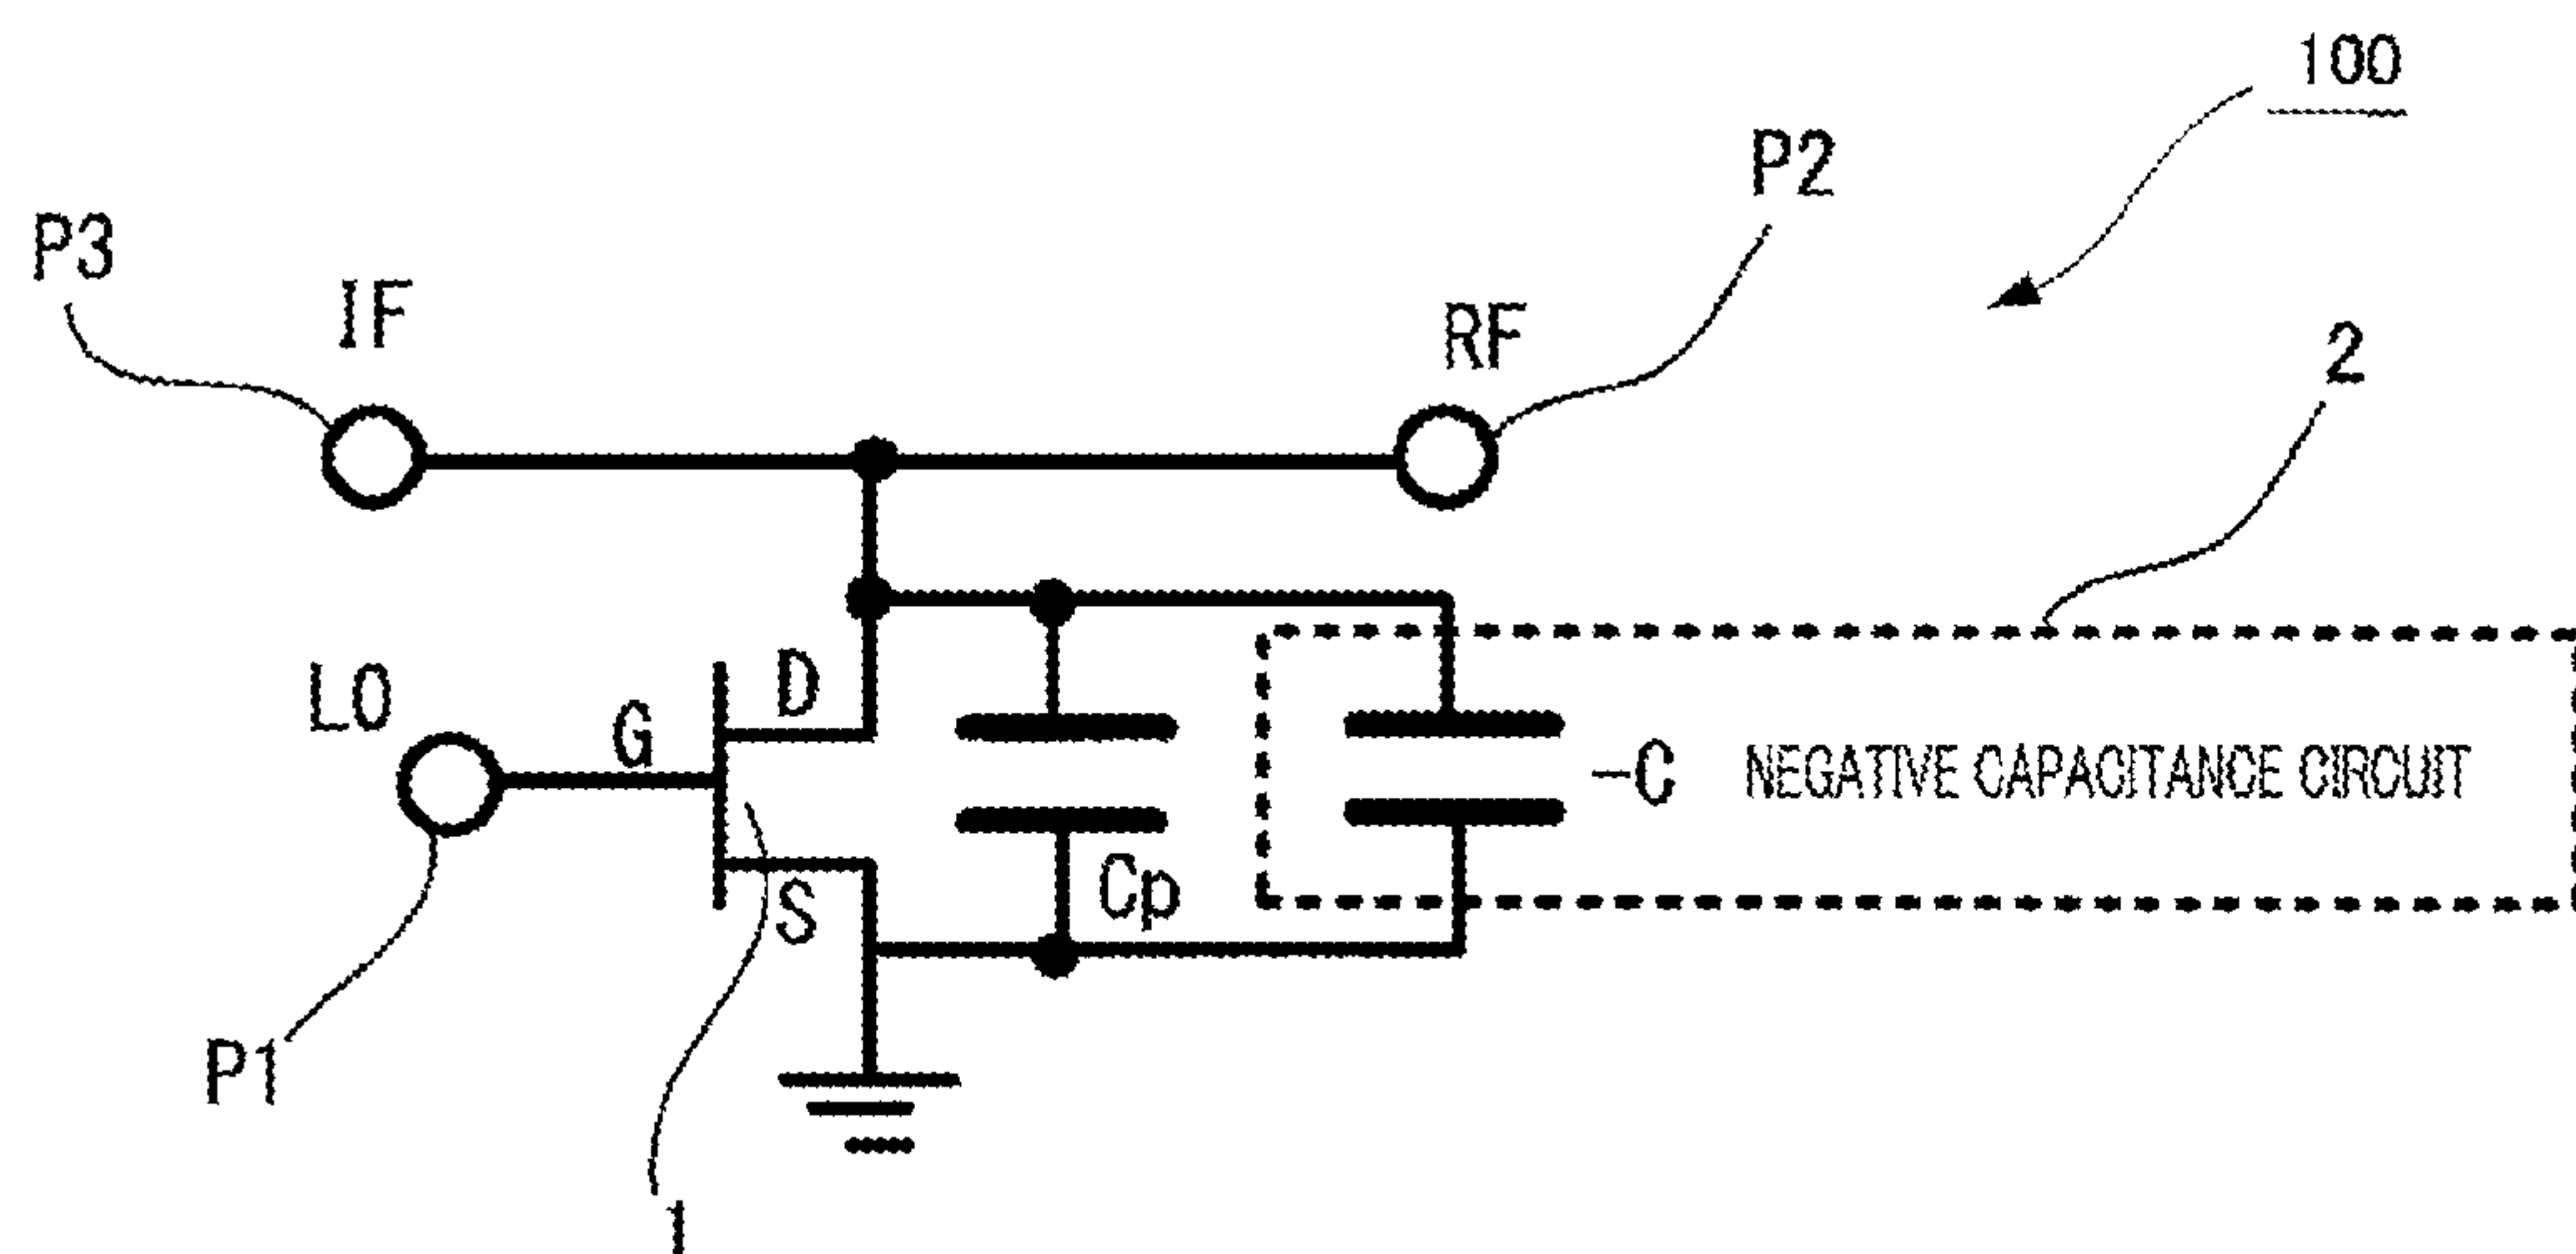 100
P2
P3
IF
RF
2
LO
G
D
-C NEGATIVE CAPACITANCE CIRCUIT
S
Cp
P1
1